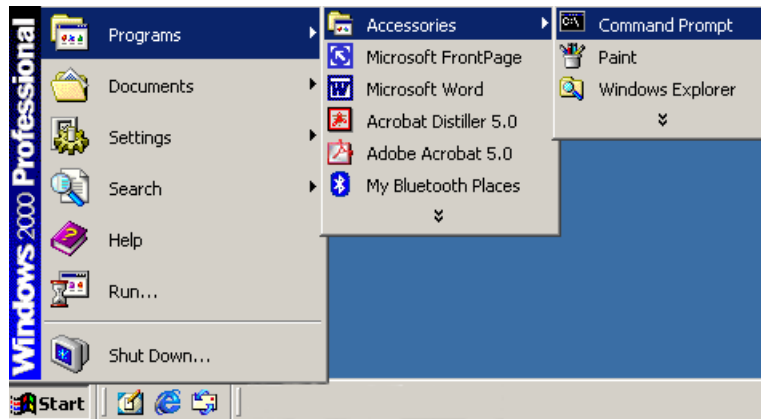 Windows 2000 Professional
Programs
Documents
Settings
Search
Help
Run...
Shut Down...
Accessories
Microsoft FrontPage
Microsoft Word
Acrobat Distiller 5.0
Adobe Acrobat 5.0
My Bluetooth Places
Command Prompt
Paint
Windows Explorer
Start